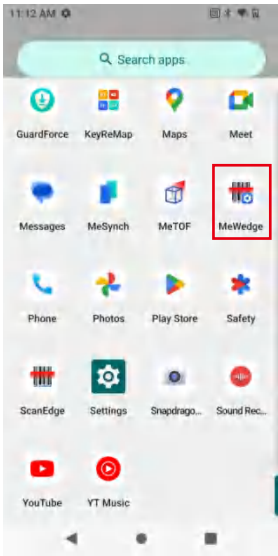 11:12 AM
Search apps
GuardForce KeyReMap Maps Meet
Messages MeSynch MeTOF MeWedge
Phone Photos Play Store Safety
ScanEdge Settings Snapdrago... Sound Rec...
YouTube YT Music